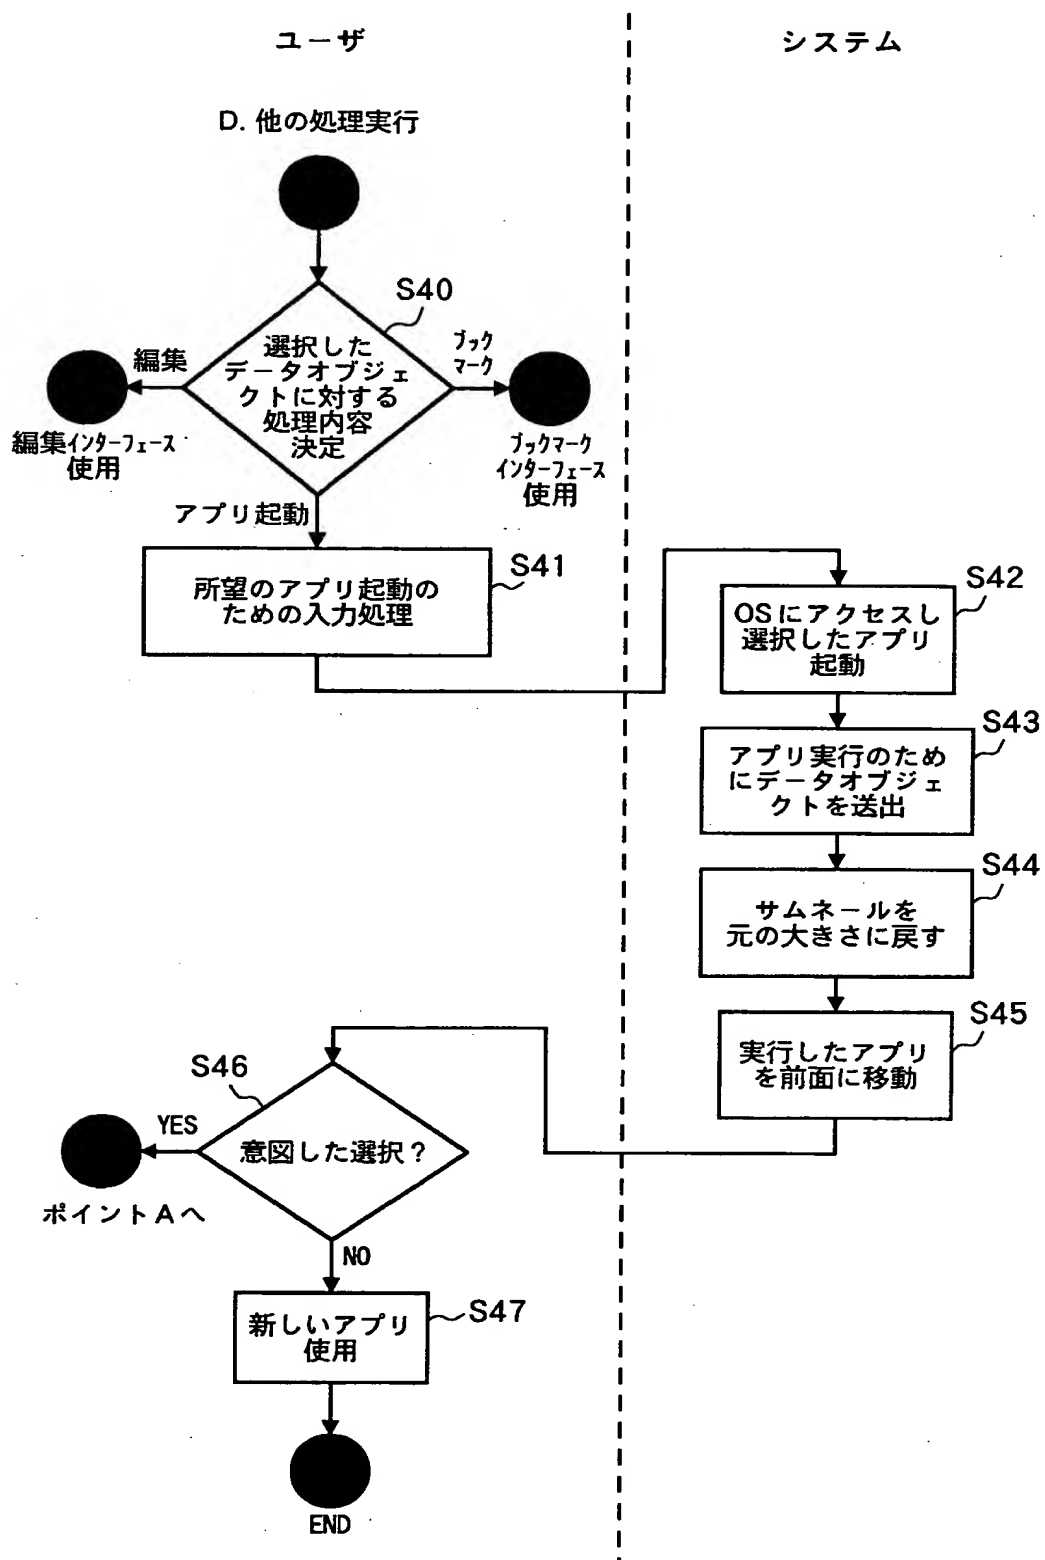 ユーザ
システム
D. 他の処理実行
S40
選択した
データオブジェ
クトに対する
処理内容
決定
編集
ブック
マーク
編集インターフェース
使用
ブックマーク
インターフェース
使用
アプリ起動
S41
所望のアプリ起動の
ための入力処理
S42
OSにアクセスし
選択したアプリ
起動
S43
アプリ実行のため
にデータオブジェ
クトを送出
S44
サムネールを
元の大きさに戻す
S45
実行したアプリ
を前面に移動
S46
意図した選択？
YES
ポイントAへ
NO
S47
新しいアプリ
使用
END